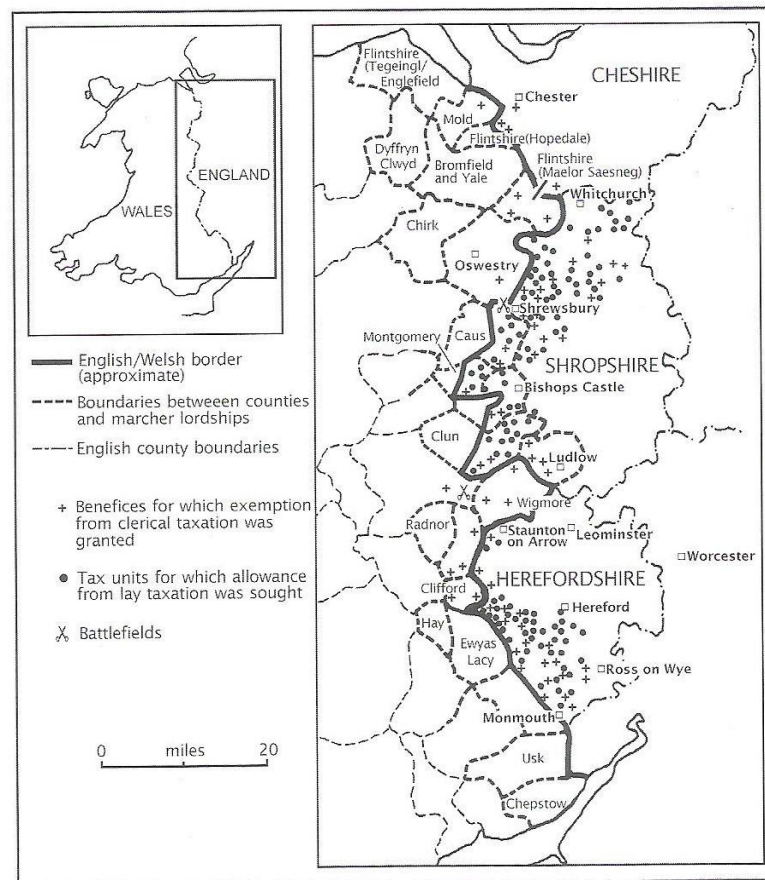 WALES
ENGLAND
English/Welsh border
(approximate)
Boundaries betweeen counties
and marcher lordships
English county boundaries
Benefices for which exemption
from clerical taxation was
granted
Tax units for which allowance
from lay taxation was sought
Battlefields
0 miles 20
Flintshire
(Tegeingl/
Englefield
CHESHIRE
Chester
Mold
Flintshire(Hopedale)
Dyffryn
Clwyd
Bromfield
and Yale
Flintshire
(Maelor Saesneg)
Whitchurch
Chirk
Oswestry
Shrewsbury
Caus
Montgomery
SHROPSHIRE
Bishops Castle
Clun
Ludlow
Wigmore
Radnor
Staunton
on Arrow
Leominster
Worcester
Clifford
HEREFORDSHIRE
Hereford
Hay
Ewyas
Lacy
Ross on Wye
Monmouth
Usk
Chepstow